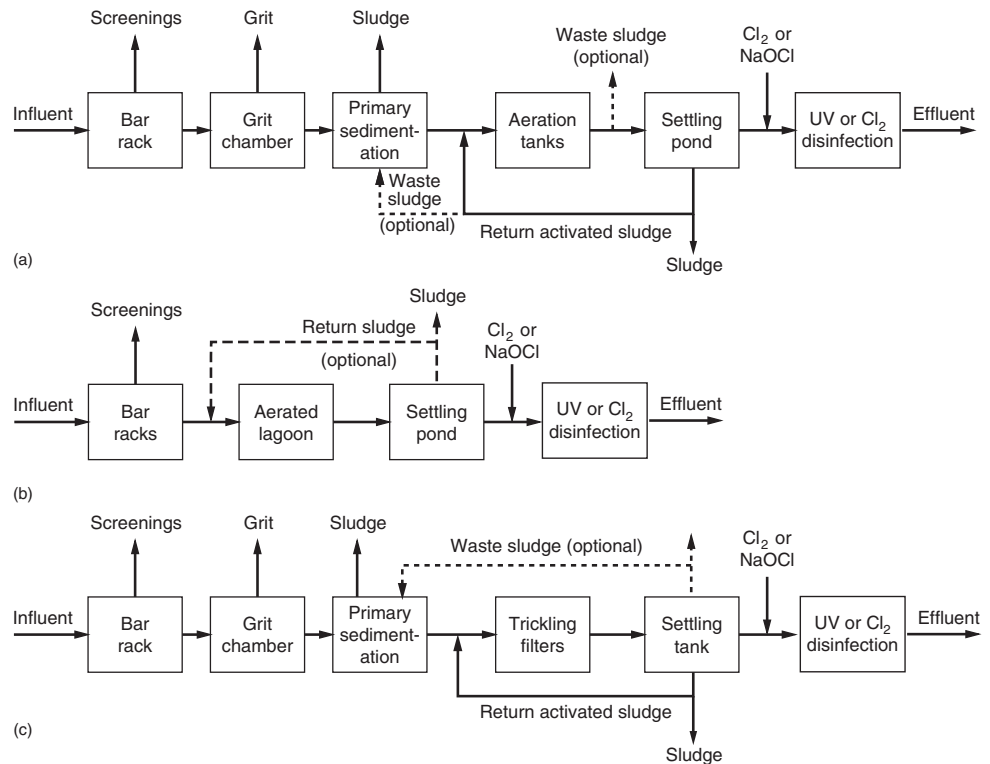 Screenings
Grit
Sludge
Waste sludge
(optional)
Cl2 or
NaOCl
Influent
Bar
rack
Grit
chamber
Primary
sediment-
ation
Aeration
tanks
Settling
pond
UV or Cl2
disinfection
Effluent
Waste
sludge
(optional)
Return activated sludge
Sludge
(a)
Screenings
Return sludge
(optional)
Sludge
Cl2 or
NaOCl
Influent
Bar
racks
Aerated
lagoon
Settling
pond
UV or Cl2
disinfection
Effluent
(b)
Screenings
Grit
Sludge
Waste sludge (optional)
Cl2 or
NaOCl
Influent
Bar
rack
Grit
chamber
Primary
sediment-
ation
Trickling
filters
Settling
tank
UV or Cl2
disinfection
Effluent
Return activated sludge
Sludge
(c)